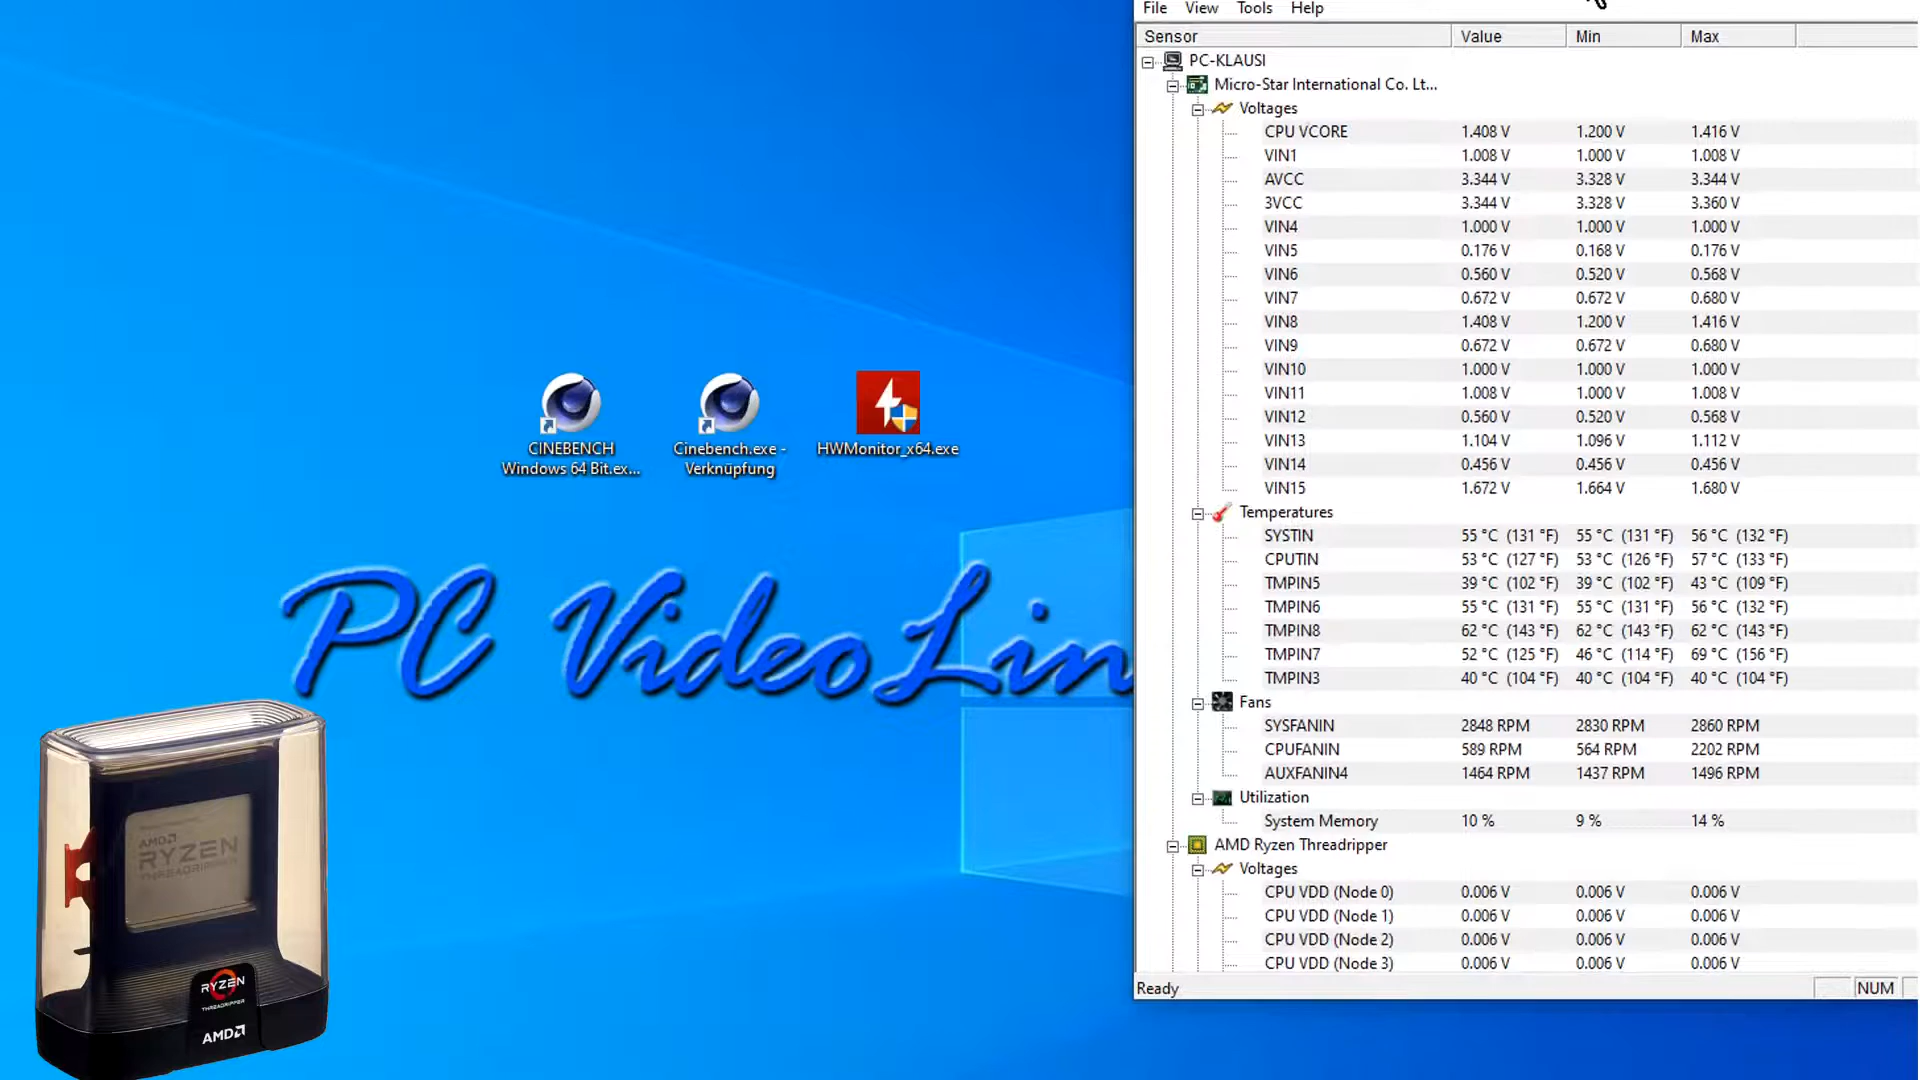 File View Tools Help
Sensor Value Min Max
PC-KLAUSI
Micro-Star International Co. Lt...
Voltages
CPU VCORE 1.408 V 1.200 V 1.416 V
VIN1 1.008 V 1.000 V 1.008 V
AVCC 3.344 V 3.328 V 3.344 V
3VCC 3.344 V 3.328 V 3.360 V
VIN4 1.000 V 1.000 V 1.000 V
VIN5 0.176 V 0.168 V 0.176 V
VIN6 0.560 V 0.520 V 0.568 V
VIN7 0.672 V 0.672 V 0.680 V
VIN8 1.408 V 1.200 V 1.416 V
VIN9 0.672 V 0.672 V 0.680 V
VIN10 1.000 V 1.000 V 1.000 V
VIN11 1.008 V 1.000 V 1.008 V
VIN12 0.560 V 0.520 V 0.568 V
VIN13 1.104 V 1.096 V 1.112 V
VIN14 0.456 V 0.456 V 0.456 V
VIN15 1.672 V 1.664 V 1.680 V
Temperatures
SYSTIN 55 °C (131 °F) 55 °C (131 °F) 56 °C (132 °F)
CPUTIN 53 °C (127 °F) 53 °C (126 °F) 57 °C (133 °F)
TMPIN5 39 °C (102 °F) 39 °C (102 °F) 43 °C (109 °F)
TMPIN6 55 °C (131 °F) 55 °C (131 °F) 56 °C (132 °F)
TMPIN8 62 °C (143 °F) 62 °C (143 °F) 62 °C (143 °F)
TMPIN7 52 °C (125 °F) 46 °C (114 °F) 69 °C (156 °F)
TMPIN3 40 °C (104 °F) 40 °C (104 °F) 40 °C (104 °F)
Fans
SYSFANIN 2848 RPM 2830 RPM 2860 RPM
CPUFANIN 589 RPM 564 RPM 2202 RPM
AUXFANIN4 1464 RPM 1437 RPM 1496 RPM
Utilization
System Memory 10 % 9 % 14 %
AMD Ryzen Threadripper
Voltages
CPU VDD (Node 0) 0.006 V 0.006 V 0.006 V
CPU VDD (Node 1) 0.006 V 0.006 V 0.006 V
CPU VDD (Node 2) 0.006 V 0.006 V 0.006 V
CPU VDD (Node 3) 0.006 V 0.006 V 0.006 V
Ready NUM
CINEBENCH
Windows 64 Bit.ex...
Cinebench.exe -
Verknüpfung
HWMonitor_x64.exe
PC VideoLin
AMD
RYZEN
THREADRIPPER
RYZEN
THREADRIPPER
AMD